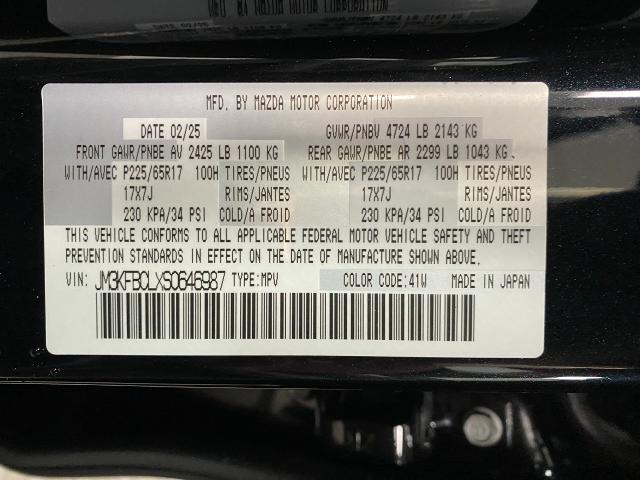 MFD. BY MAZDA MOTOR CORPORATION
DATE 02/25 GVWR/PNBV 4724 LB 2143 KG
FRONT GAWR/PNBE AV 2425 LB 1100 KG REAR GAWR/PNBE AR 2299 LB 1043 KG
WITH/AVEC P225/65R17 100H TIRES/PNEUS WITH/AVEC P225/65R17 100H TIRES/PNEUS
17X7J RIMS/JANTES 17X7J RIMS/JANTES
230 KPA/34 PSI COLD/A FROID 230 KPA/34 PSI COLD/A FROID
THIS VEHICLE CONFORMS TO ALL APPLICABLE FEDERAL MOTOR VEHICLE SAFETY AND THEFT
PREVENTION STANDARDS IN EFFECT ON THE DATE OF MANUFACTURE SHOWN ABOVE.
VIN: JM3KFBCLXS0646987 TYPE:MPV COLOR CODE:41W MADE IN JAPAN